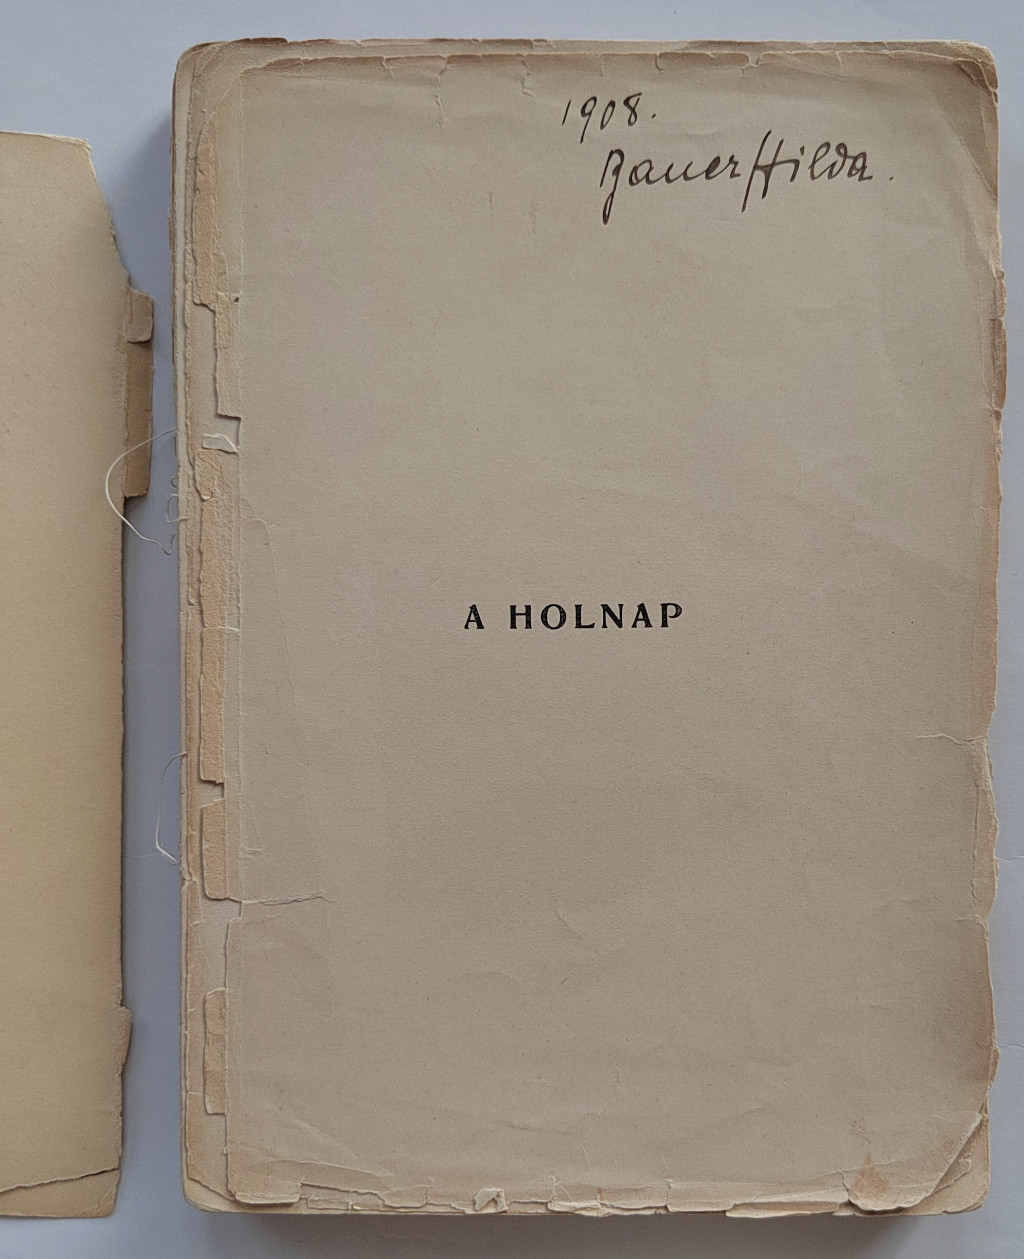 1908.
Bauer Hilda.
A HOLNAP